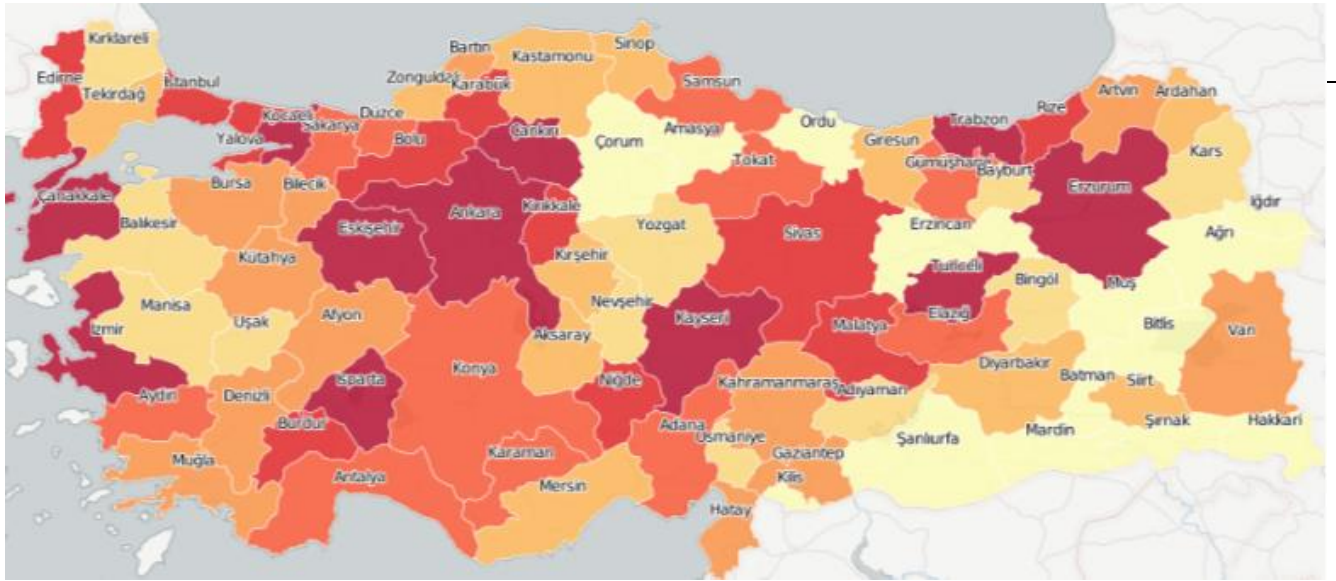 Kırklareli
Edirne
Tekirdağ
İstanbul
Kocaeli
Yalova
Sakarya
Düzce
Zonguldak
Bartın
Karabük
Kastamonu
Sinop
Samsun
Bolu
Çankırı
Çorum
Amasya
Ordu
Tokat
Giresun
Trabzon
Rize
Artvin
Ardahan
Gümüşhane
Bayburt
Erzurum
Kars
Iğdır
Ağrı
Çanakkale
Balıkesir
Bursa
Bilecik
Eskişehir
Ankara
Kırıkkale
Kütahya
Kırşehir
Yozgat
Sivas
Erzincan
Tunceli
Bingöl
Muş
Bitlis
Van
Manisa
İzmir
Uşak
Afyon
Nevşehir
Aksaray
Kayseri
Malatya
Elazığ
Diyarbakır
Batman
Siirt
Aydın
Denizli
Isparta
Burdur
Konya
Niğde
Kahramanmaraş
Adıyaman
Adana
Osmaniye
Şanlıurfa
Mardin
Şırnak
Hakkari
Muğla
Antalya
Karaman
Mersin
Gaziantep
Kilis
Hatay